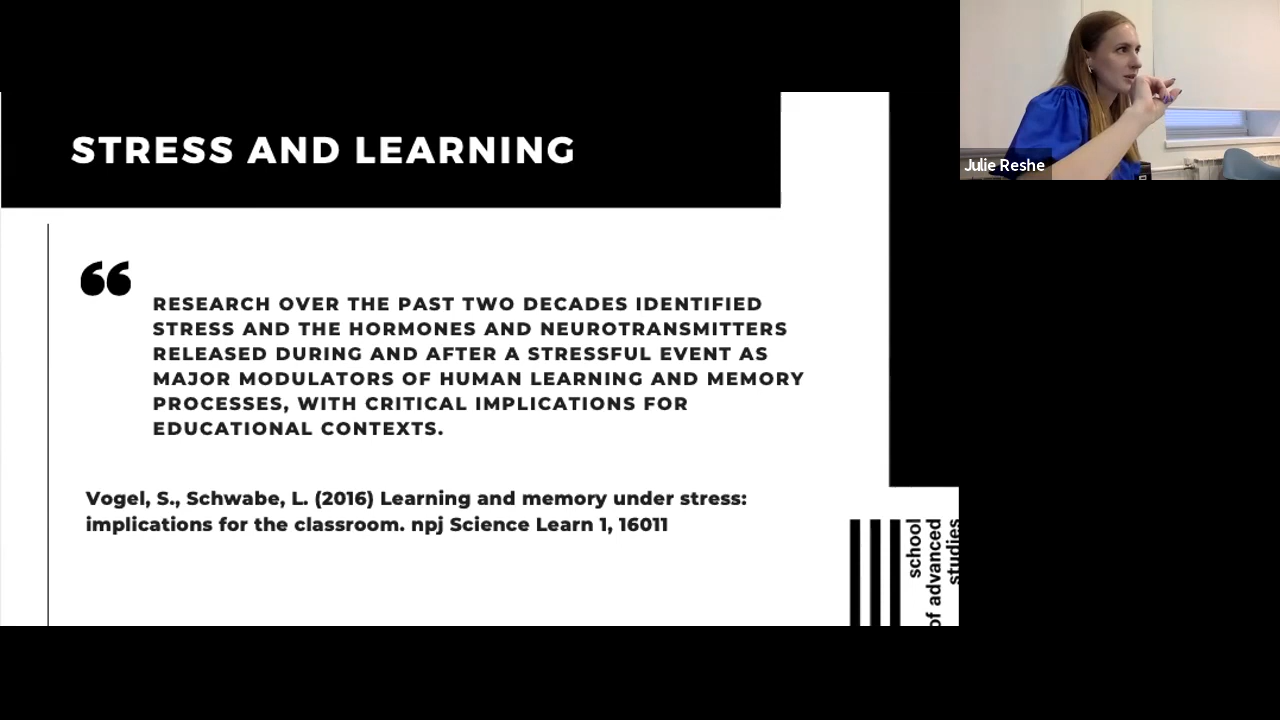 STRESS AND LEARNING
Julie Reshe
❝
RESEARCH OVER THE PAST TWO DECADES IDENTIFIED
STRESS AND THE HORMONES AND NEUROTRANSMITTERS
RELEASED DURING AND AFTER A STRESSFUL EVENT AS
MAJOR MODULATORS OF HUMAN LEARNING AND MEMORY
PROCESSES, WITH CRITICAL IMPLICATIONS FOR
EDUCATIONAL CONTEXTS.
Vogel, S., Schwabe, L. (2016) Learning and memory under stress:
implications for the classroom. npj Science Learn 1, 16011
school
of advanced
studies